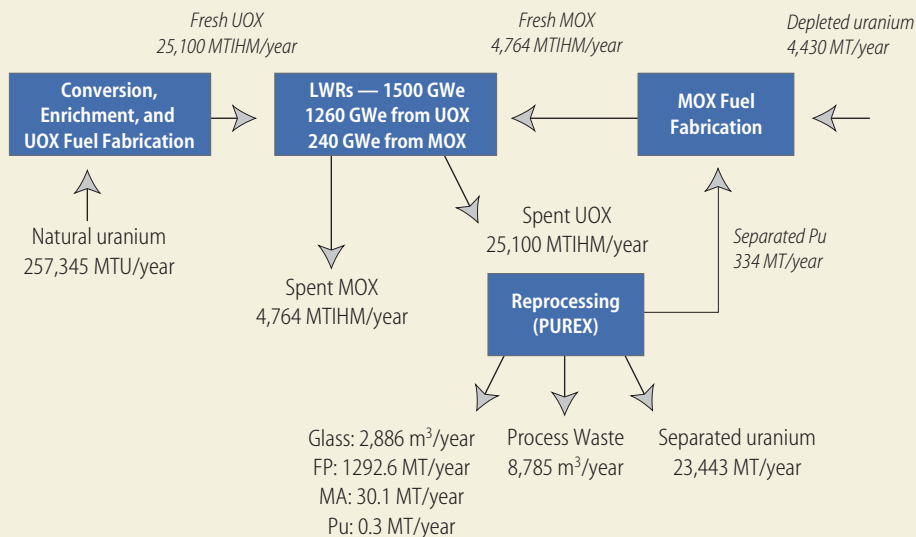 Fresh UOX
25,100 MTIHM/year
Fresh MOX
4,764 MTIHM/year
Depleted uranium
4,430 MT/year
Conversion,
Enrichment, and
UOX Fuel Fabrication
LWRs — 1500 GWe
1260 GWe from UOX
240 GWe from MOX
MOX Fuel
Fabrication
Natural uranium
257,345 MTU/year
Spent MOX
4,764 MTIHM/year
Spent UOX
25,100 MTIHM/year
Separated Pu
334 MT/year
Reprocessing
(PUREX)
Glass: 2,886 m³/year
FP: 1292.6 MT/year
MA: 30.1 MT/year
Pu: 0.3 MT/year
Process Waste
8,785 m³/year
Separated uranium
23,443 MT/year